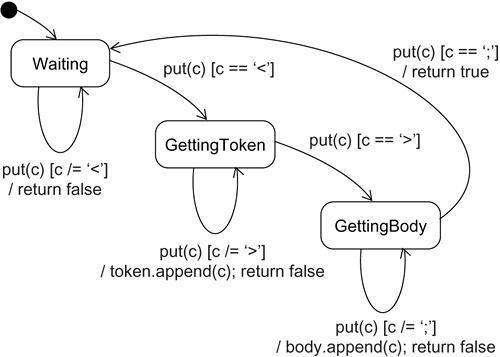 put(c) [c == ‘;’]
/ return true
Waiting
put(c) [c == ‘<’]
put(c) [c /= ‘<’]
/ return false
GettingToken
put(c) [c == ‘>’]
put(c) [c /= ‘>’]
/ token.append(c); return false
GettingBody
put(c) [c /= ‘;’]
/ body.append(c); return false